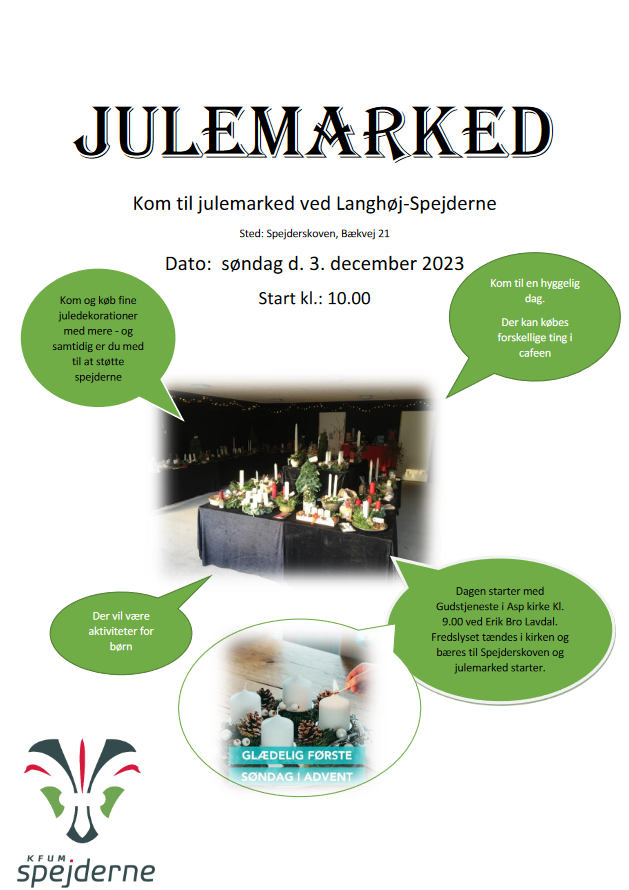 JULEMARKED
Kom til julemarked ved Langhøj-Spejderne
Sted: Spejderskoven, Bækvej 21
Dato: søndag d. 3. december 2023
Start kl.: 10.00
Kom og køb fine
juledekorationer
med mere - og
samtidig er du med
til at støtte
spejderne
Kom til en hyggelig
dag.
Der kan købes
forskellige ting i
cafeen
Der vil være
aktiviteter for
børn
Dagen starter med
Gudstjeneste i Asp kirke Kl.
9.00 ved Erik Bro Lavdal.
Fredslyset tændes i kirken og
bæres til Spejderskoven og
julemarked starter.
GLÆDELIG FØRSTE
SØNDAG I ADVENT
KFUM
spejderne